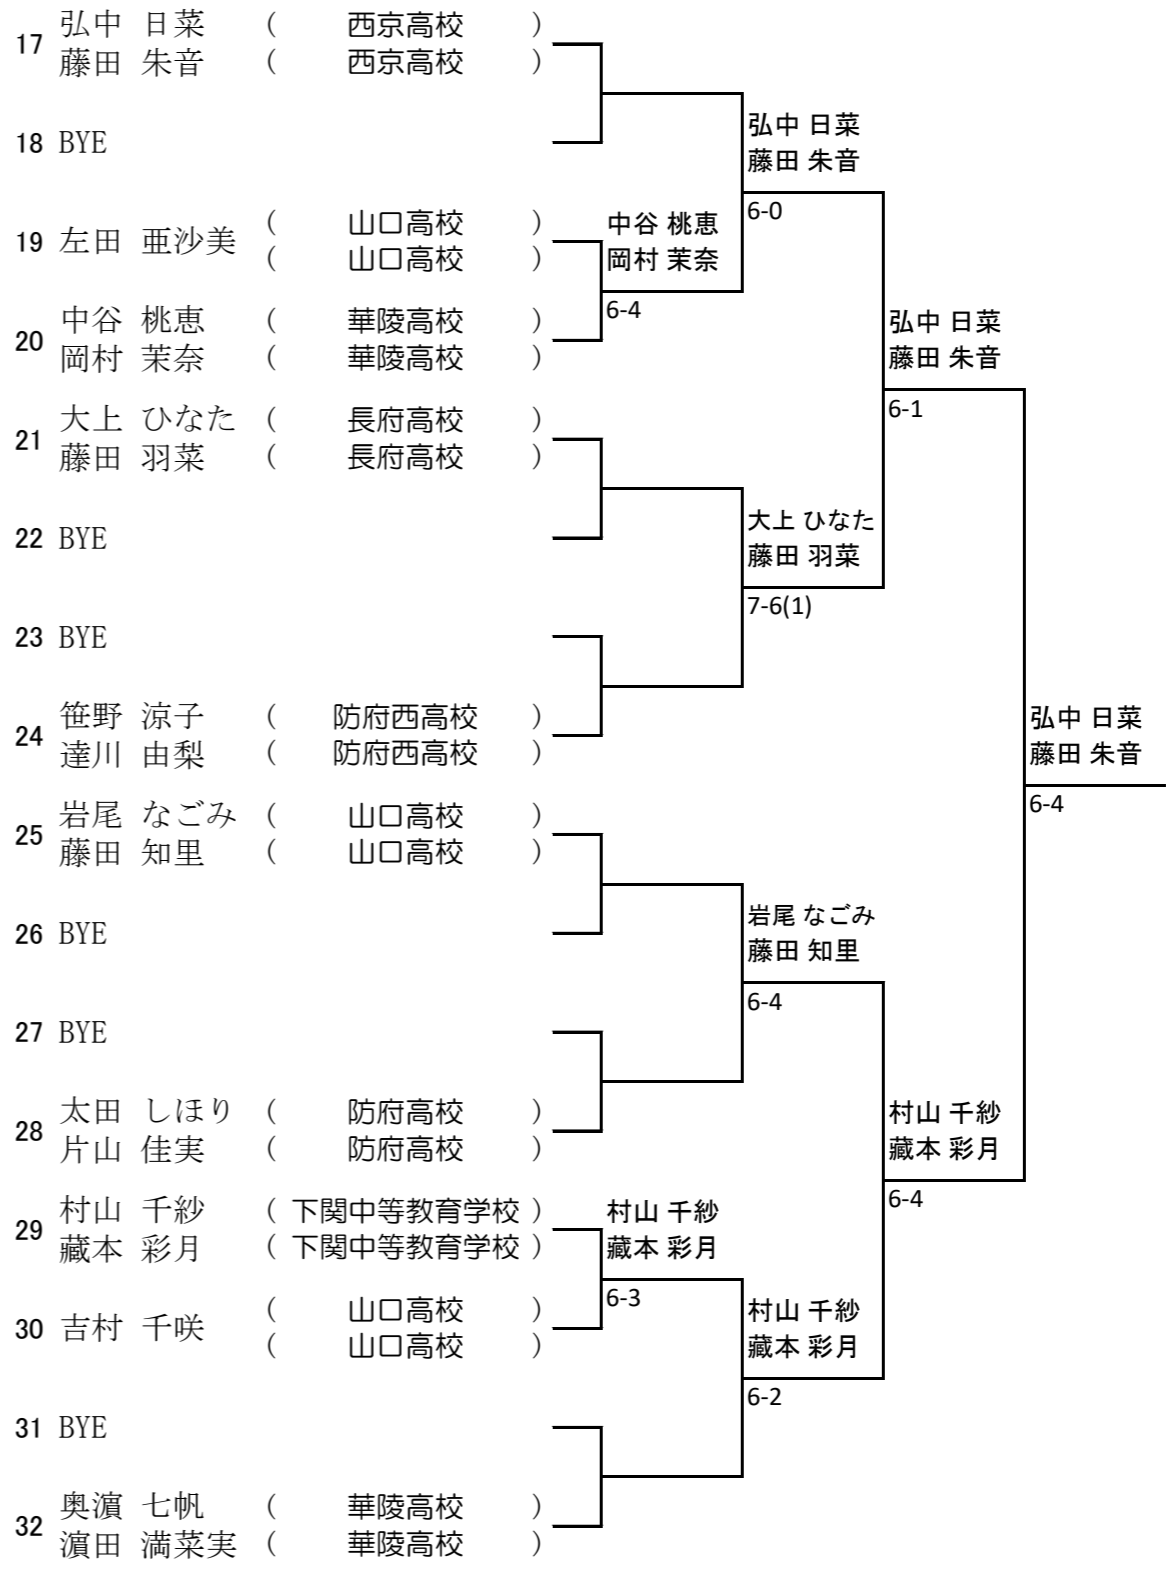 17 弘中 日菜 ( 西京高校 )
藤田 朱音 ( 西京高校 )
18 BYE
弘中 日菜
藤田 朱音
6-0
19 左田 亜沙美 ( 山口高校 )
( 山口高校 )
中谷 桃恵
岡村 茉奈
6-4
20 中谷 桃恵 ( 華陵高校 )
岡村 茉奈 ( 華陵高校 )
弘中 日菜
藤田 朱音
6-1
21 大上 ひなた ( 長府高校 )
藤田 羽菜 ( 長府高校 )
22 BYE
大上 ひなた
藤田 羽菜
7-6(1)
23 BYE
24 笹野 涼子 ( 防府西高校 )
達川 由梨 ( 防府西高校 )
弘中 日菜
藤田 朱音
6-4
25 岩尾 なごみ ( 山口高校 )
藤田 知里 ( 山口高校 )
26 BYE
岩尾 なごみ
藤田 知里
6-4
27 BYE
28 太田 しほり ( 防府高校 )
片山 佳実 ( 防府高校 )
村山 千紗
藏本 彩月
6-4
29 村山 千紗 ( 下関中等教育学校 )
藏本 彩月 ( 下関中等教育学校 )
村山 千紗
藏本 彩月
6-3
30 吉村 千咲 ( 山口高校 )
( 山口高校 )
村山 千紗
藏本 彩月
6-2
31 BYE
32 奥濵 七帆 ( 華陵高校 )
濵田 満菜実 ( 華陵高校 )